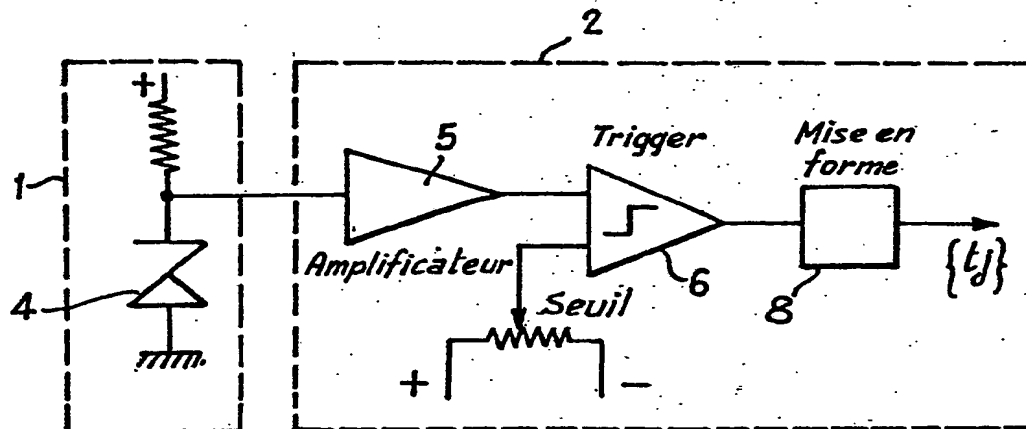 2
+
1
5
Trigger
Mise en
forme
Amplificateur
4
6
8
{tj}
Seuil
+ −